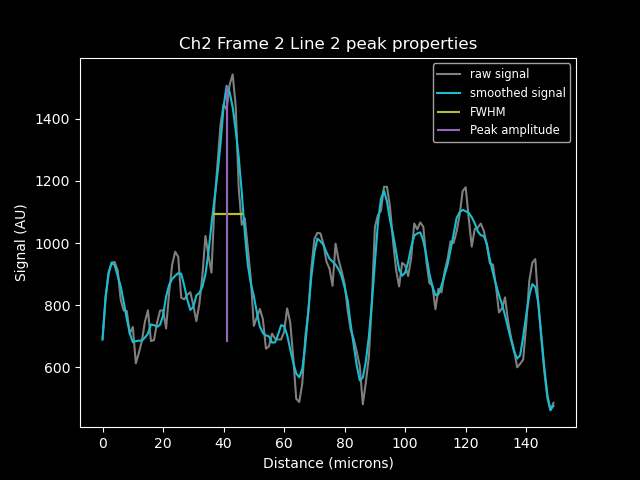 Ch2 Frame 2 Line 2 peak properties
raw signal
smoothed signal
FWHM
Peak amplitude
Signal (AU)
1400
1200
1000
800
600
0 20 40 60 80 100 120 140
Distance (microns)